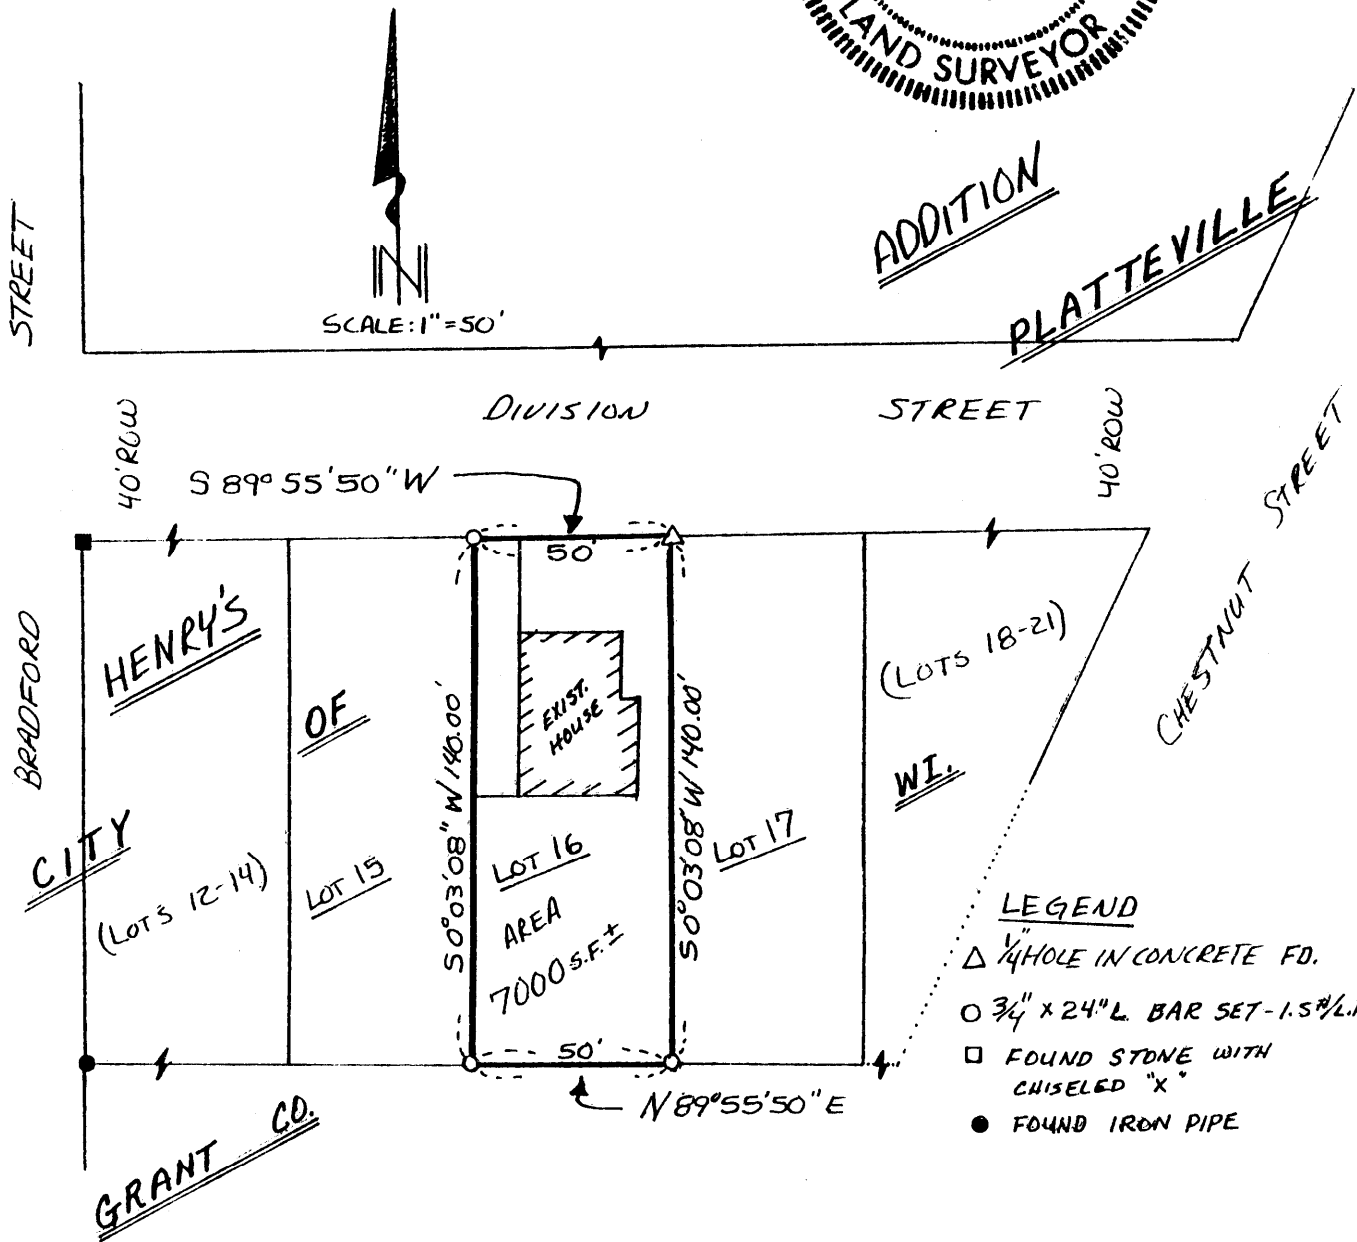 LAND SURVEYOR
ADDITION
PLATTEVILLE
STREET
N
SCALE: 1" = 50'
DIVISION STREET
40' ROW
40' ROW
STREET
CHESTNUT
S 89° 55' 50" W
50'
HENRY'S
BRADFORD
OF
EXIST.
HOUSE
(LOTS 18-21)
WI.
S 0° 03' 08" W 140.00'
S 0° 03' 08" W 140.00'
CITY
(LOTS 12-14)
LOT 15
LOT 16
AREA
7000 S.F. ±
LOT 17
50'
N 89° 55' 50" E
GRANT CO.
LEGEND
△ 1/4" HOLE IN CONCRETE FD.
○ 3/4" x 24" L. BAR SET - 1.5#/L.
□ FOUND STONE WITH
CHISELED "X"
● FOUND IRON PIPE